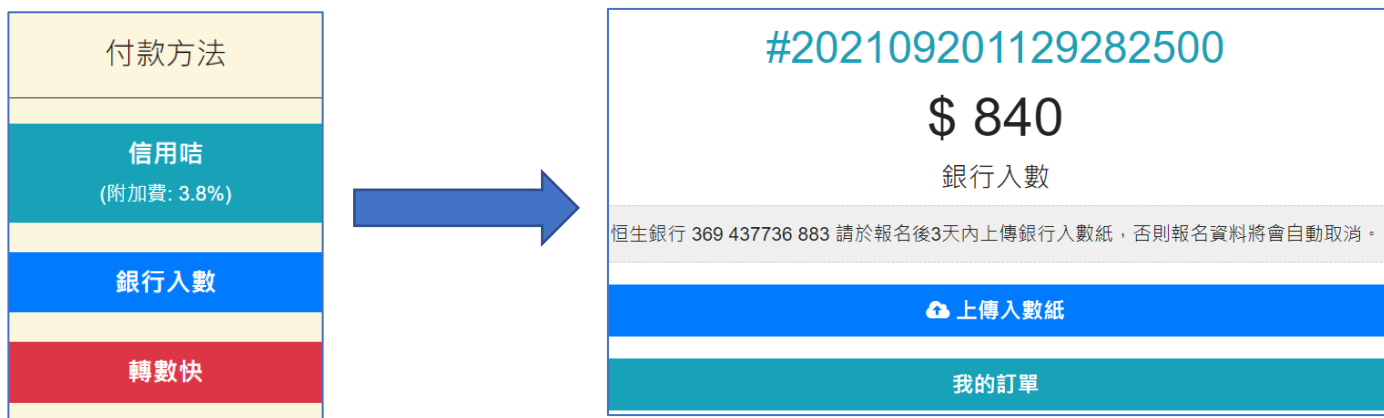 付款方法
信用咭
(附加費: 3.8%)
銀行入數
轉數快
#202109201129282500
$ 840
銀行入數
恒生銀行 369 437736 883 請於報名後3天內上傳銀行入數紙，否則報名資料將會自動取消。
上傳入數紙
我的訂單